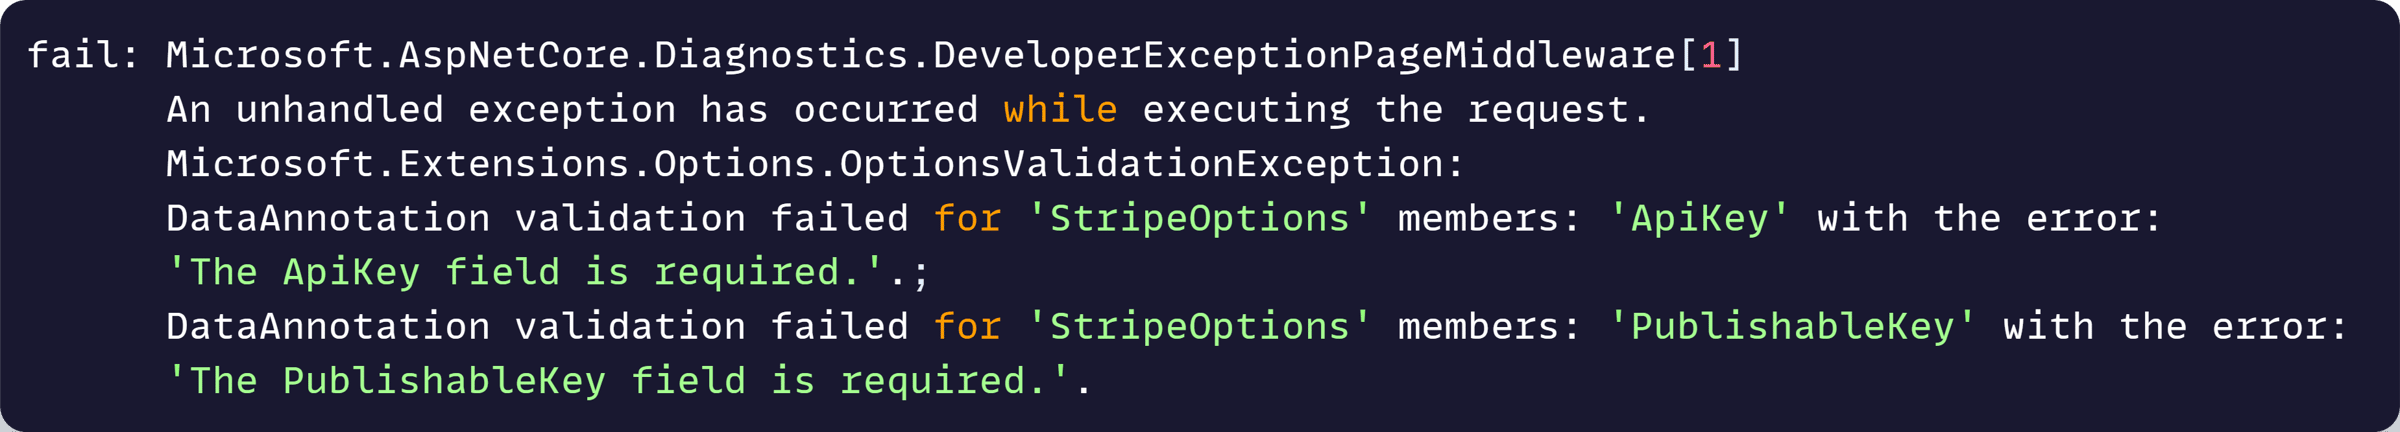 fail: Microsoft.AspNetCore.Diagnostics.DeveloperExceptionPageMiddleware[1]
An unhandled exception has occurred while executing the request.
Microsoft.Extensions.Options.OptionsValidationException:
DataAnnotation validation failed for 'StripeOptions' members: 'ApiKey' with the error:
'The ApiKey field is required.'.;
DataAnnotation validation failed for 'StripeOptions' members: 'PublishableKey' with the error:
'The PublishableKey field is required.'.